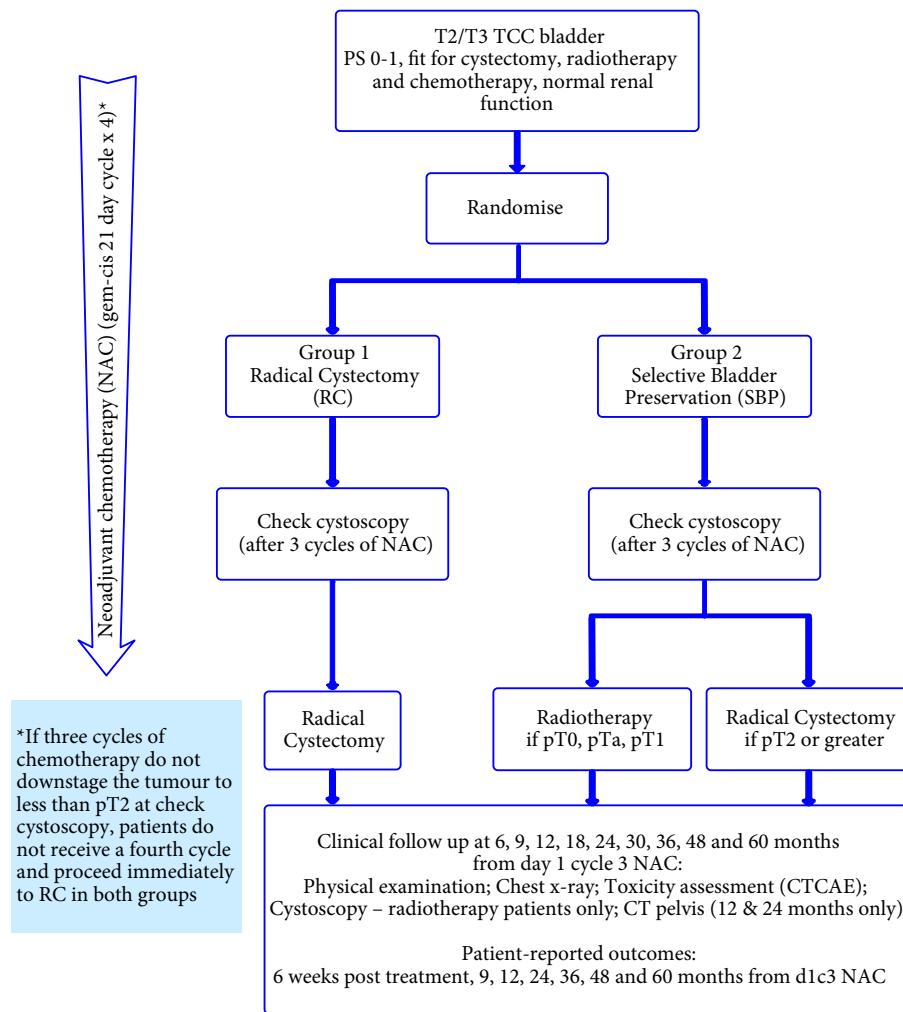 T2/T3 TCC bladder
PS 0-1, fit for cystectomy, radiotherapy
and chemotherapy, normal renal
function
Randomise
Neoadjuvant chemotherapy (NAC) (gem-cis 21 day cycle x 4)*
Group 1
Radical Cystectomy
(RC)
Group 2
Selective Bladder
Preservation (SBP)
Check cystoscopy
(after 3 cycles of NAC)
Check cystoscopy
(after 3 cycles of NAC)
Radical
Cystectomy
Radiotherapy
if pT0, pTa, pT1
Radical Cystectomy
if pT2 or greater
*If three cycles of
chemotherapy do not
downstage the tumour to
less than pT2 at check
cystoscopy, patients do
not receive a fourth cycle
and proceed immediately
to RC in both groups
Clinical follow up at 6, 9, 12, 18, 24, 30, 36, 48 and 60 months
from day 1 cycle 3 NAC:
Physical examination; Chest x-ray; Toxicity assessment (CTCAE);
Cystoscopy – radiotherapy patients only; CT pelvis (12 & 24 months only)
Patient-reported outcomes:
6 weeks post treatment, 9, 12, 24, 36, 48 and 60 months from d1c3 NAC